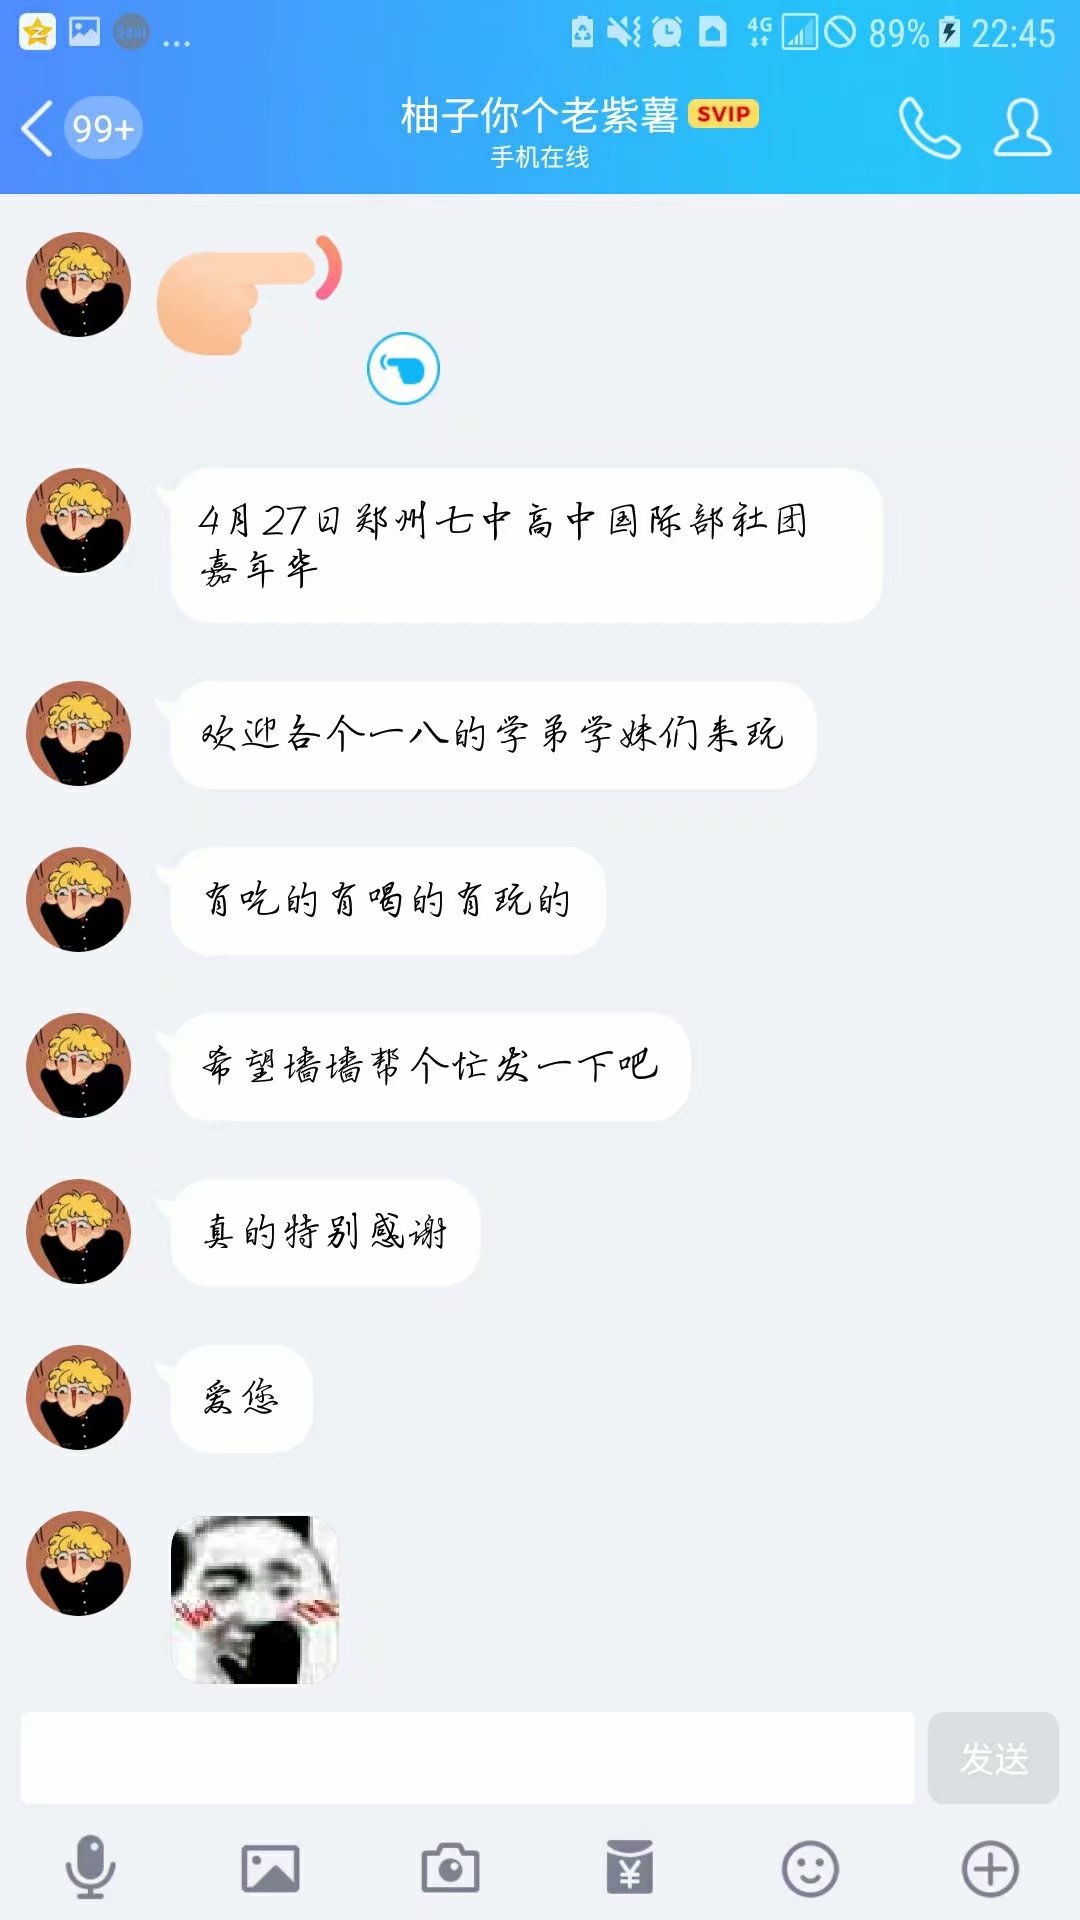 4G 89% 22:45
99+
柚子你个老紫薯 SVIP
手机在线
4月27日郑州七中高中国际部社团
嘉年华
欢迎各个一八的学弟学妹们来玩
有吃的有喝的有玩的
希望墙墙帮个忙发一下吧
真的特别感谢
爱您
发送